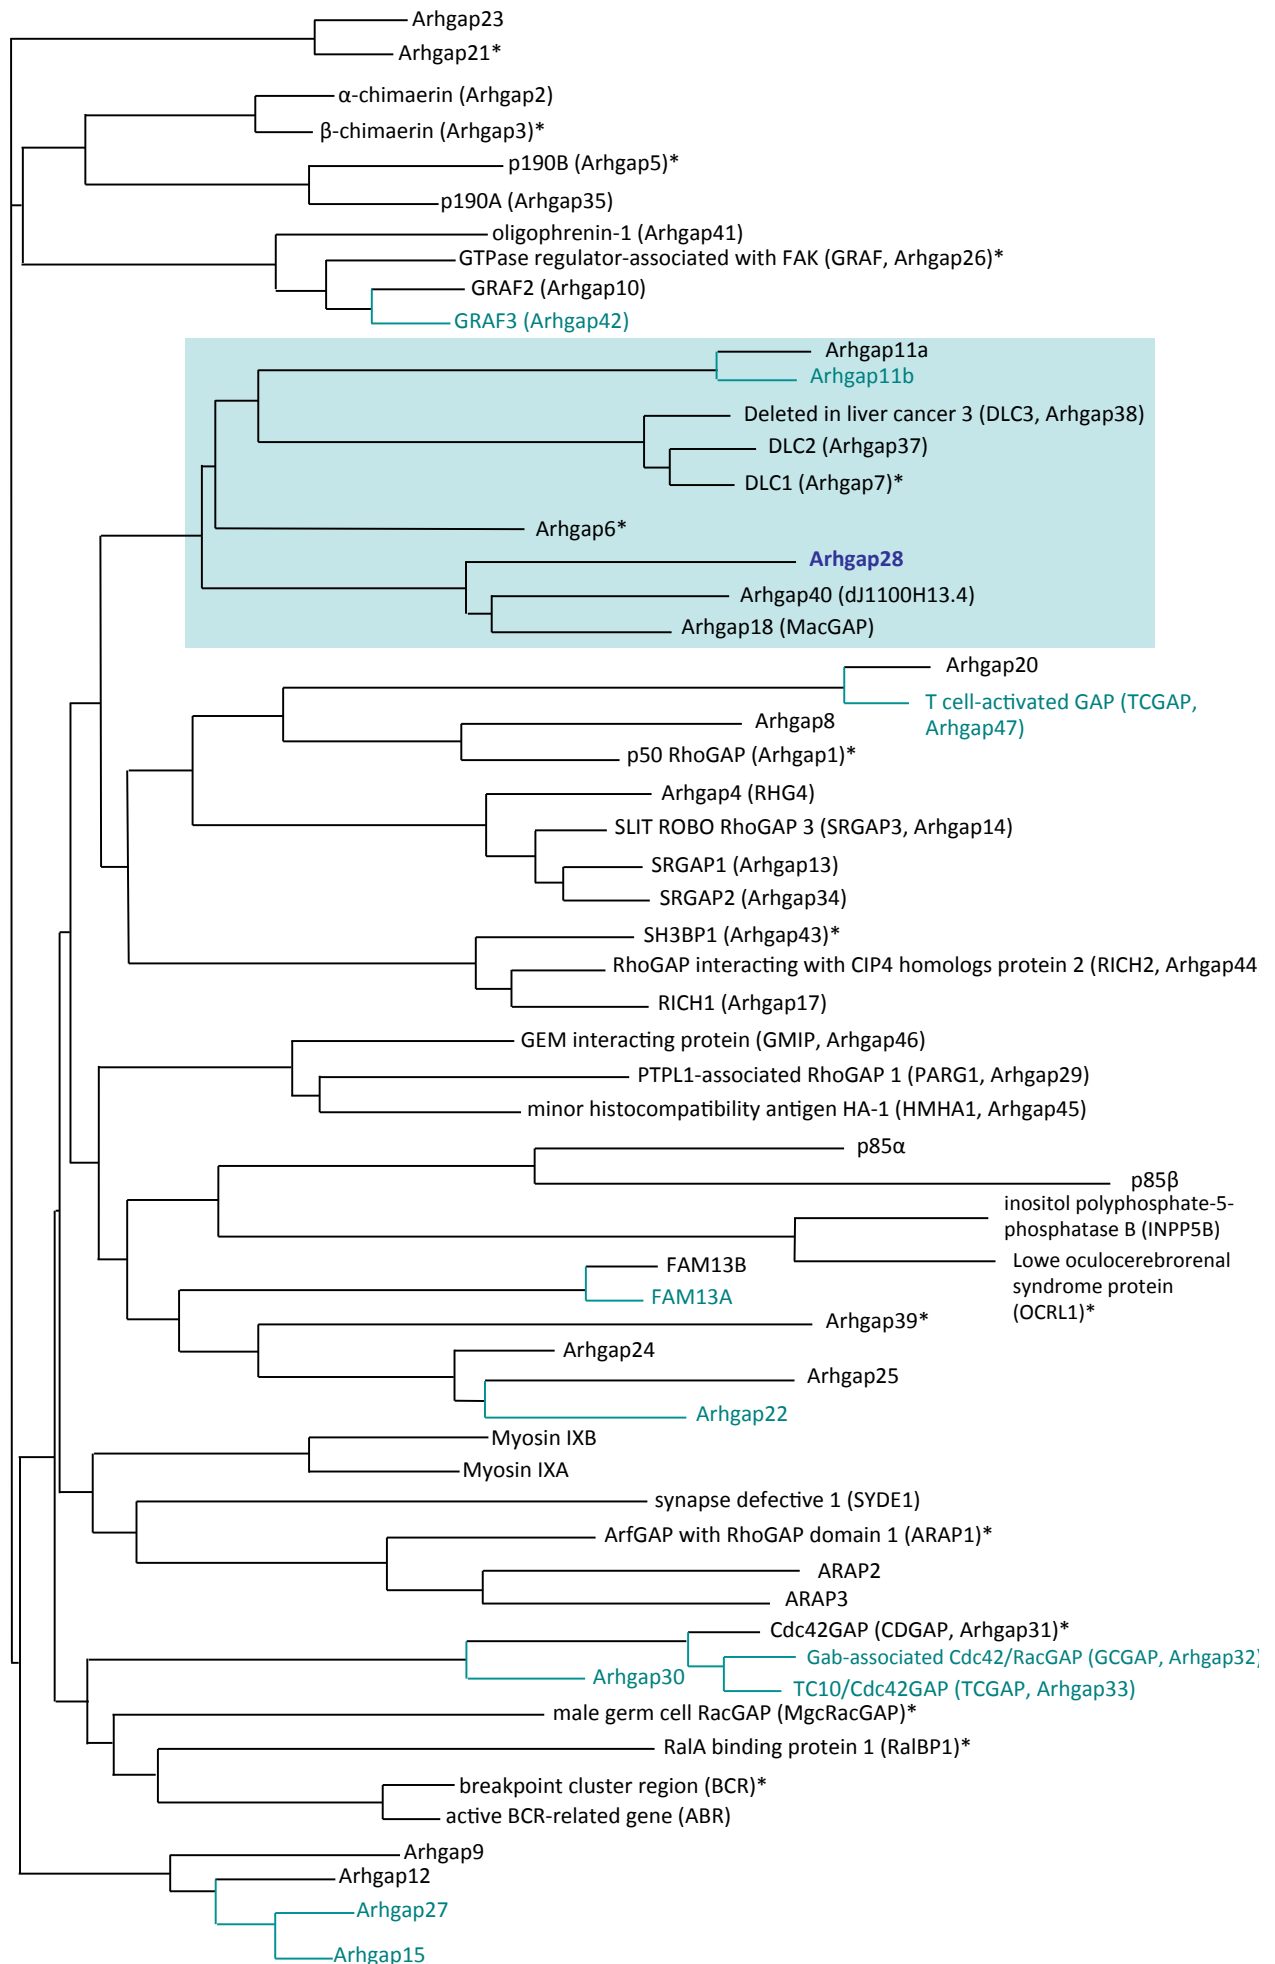 Arhgap23
Arhgap21*
α-chimaerin (Arhgap2)
β-chimaerin (Arhgap3)*
p190B (Arhgap5)*
p190A (Arhgap35)
oligophrenin-1 (Arhgap41)
GTPase regulator-associated with FAK (GRAF, Arhgap26)*
GRAF2 (Arhgap10)
GRAF3 (Arhgap42)
Arhgap11a
Arhgap11b
Deleted in liver cancer 3 (DLC3, Arhgap38)
DLC2 (Arhgap37)
DLC1 (Arhgap7)*
Arhgap6*
Arhgap28
Arhgap40 (dJ1100H13.4)
Arhgap18 (MacGAP)
Arhgap20
T cell-activated GAP (TCGAP,
Arhgap47)
Arhgap8
p50 RhoGAP (Arhgap1)*
Arhgap4 (RHG4)
SLIT ROBO RhoGAP 3 (SRGAP3, Arhgap14)
SRGAP1 (Arhgap13)
SRGAP2 (Arhgap34)
SH3BP1 (Arhgap43)*
RhoGAP interacting with CIP4 homologs protein 2 (RICH2, Arhgap44
RICH1 (Arhgap17)
GEM interacting protein (GMIP, Arhgap46)
PTPL1-associated RhoGAP 1 (PARG1, Arhgap29)
minor histocompatibility antigen HA-1 (HMHA1, Arhgap45)
p85α
p85β
inositol polyphosphate-5-
phosphatase B (INPP5B)
Lowe oculocerebrorenal
syndrome protein
(OCRL1)*
FAM13B
FAM13A
Arhgap39*
Arhgap24
Arhgap25
Arhgap22
Myosin IXB
Myosin IXA
synapse defective 1 (SYDE1)
ArfGAP with RhoGAP domain 1 (ARAP1)*
ARAP2
ARAP3
Cdc42GAP (CDGAP, Arhgap31)*
Gab-associated Cdc42/RacGAP (GCGAP, Arhgap32)
Arhgap30
TC10/Cdc42GAP (TCGAP, Arhgap33)
male germ cell RacGAP (MgcRacGAP)*
RalA binding protein 1 (RalBP1)*
breakpoint cluster region (BCR)*
active BCR-related gene (ABR)
Arhgap9
Arhgap12
Arhgap27
Arhgap15